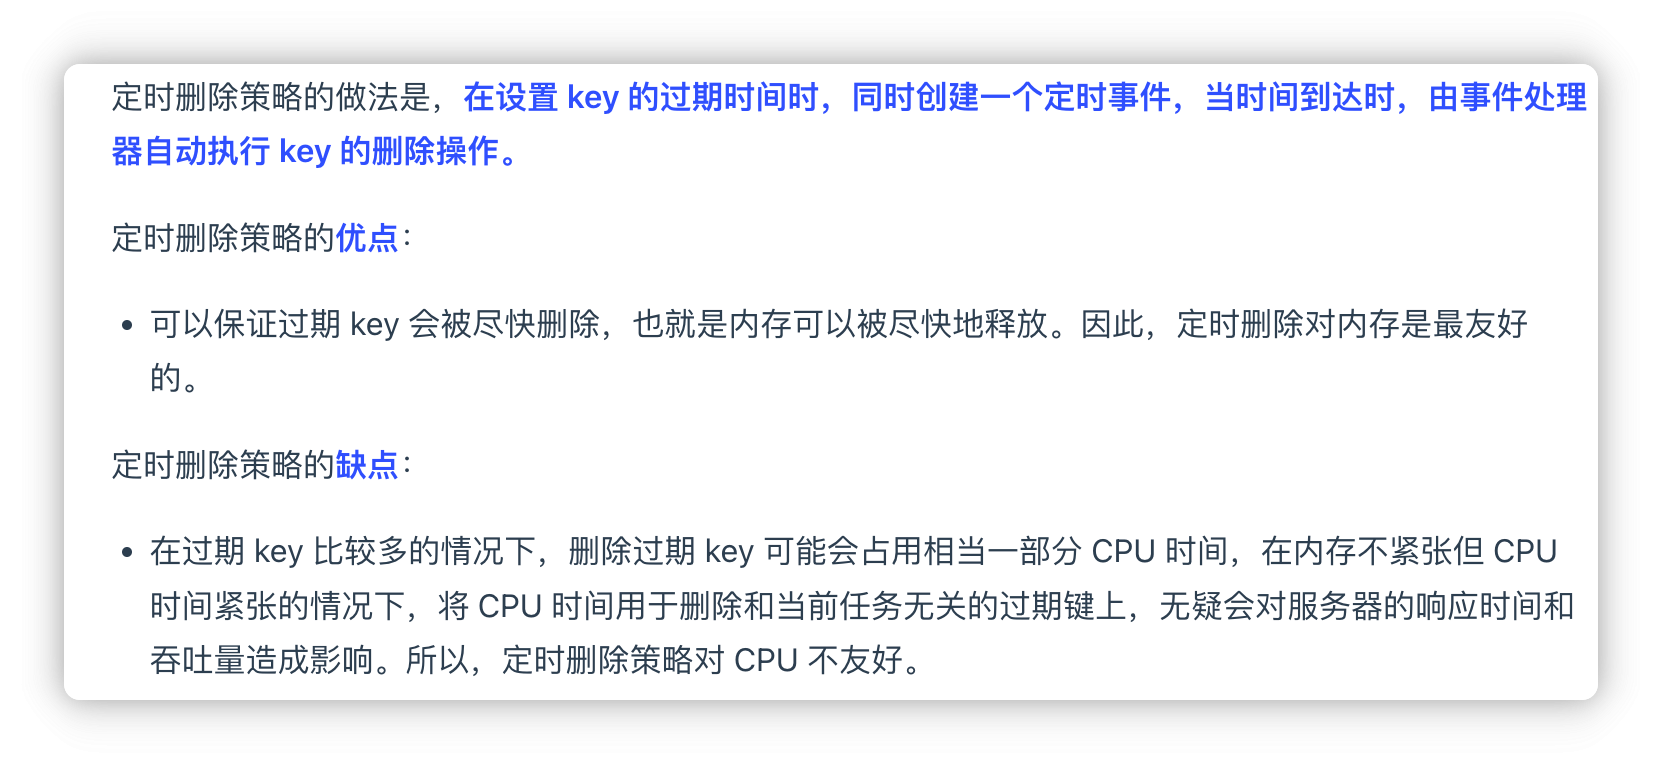 定时删除策略的做法是，在设置 key 的过期时间时，同时创建一个定时事件，当时间到达时，由事件处理
器自动执行 key 的删除操作。
定时删除策略的优点：
• 可以保证过期 key 会被尽快删除，也就是内存可以被尽快地释放。因此，定时删除对内存是最友好
的。
定时删除策略的缺点：
• 在过期 key 比较多的情况下，删除过期 key 可能会占用相当一部分 CPU 时间，在内存不紧张但 CPU
时间紧张的情况下，将 CPU 时间用于删除和当前任务无关的过期键上，无疑会对服务器的响应时间和
吞吐量造成影响。所以，定时删除策略对 CPU 不友好。